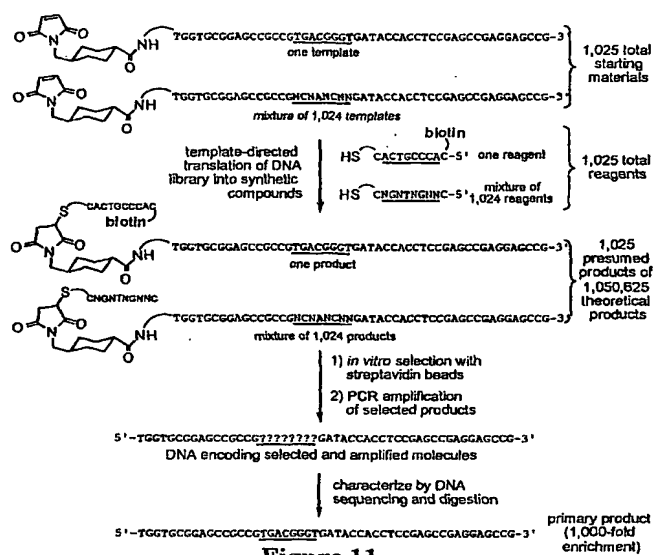 TGGTGCGGAGCCGCCGTGACGGGTGATACCACCTCCGAGCCGAGGAGCCG-3'
one template
1,025 total
starting
materials
TGGTGCGGAGCCGCCGNCNANCNNGATACCACCTCCGAGCCGAGGAGCCG-3'
mixture of 1,024 templates
template-directed
translation of DNA
library into synthetic
compounds
biotin
HS CACTGCCCAC-5' one reagent
HS CNGNTNGNNC-5' mixture of
1,024 reagents
1,025 total
reagents
S CACTGCCCAC
biotin
TGGTGCGGAGCCGCCGTGACGGGTGATACCACCTCCGAGCCGAGGAGCCG-3'
one product
1,025
presumed
products of
1,050,625
theoretical
products
S CNGNTNGNNC
TGGTGCGGAGCCGCCGNCNANCNNGATACCACCTCCGAGCCGAGGAGCCG-3'
mixture of 1,024 products
1) in vitro selection with
streptavidin beads
2) PCR amplification
of selected products
5'-TGGTGCGGAGCCGCCG????????GATACCACCTCCGAGCCGAGGAGCCG-3'
DNA encoding selected and amplified molecules
characterize by DNA
sequencing and digestion
5'-TGGTGCGGAGCCGCCGTGACGGGTGATACCACCTCCGAGCCGAGGAGCCG-3'
primary product
(1,000-fold
enrichment)
Figure 11